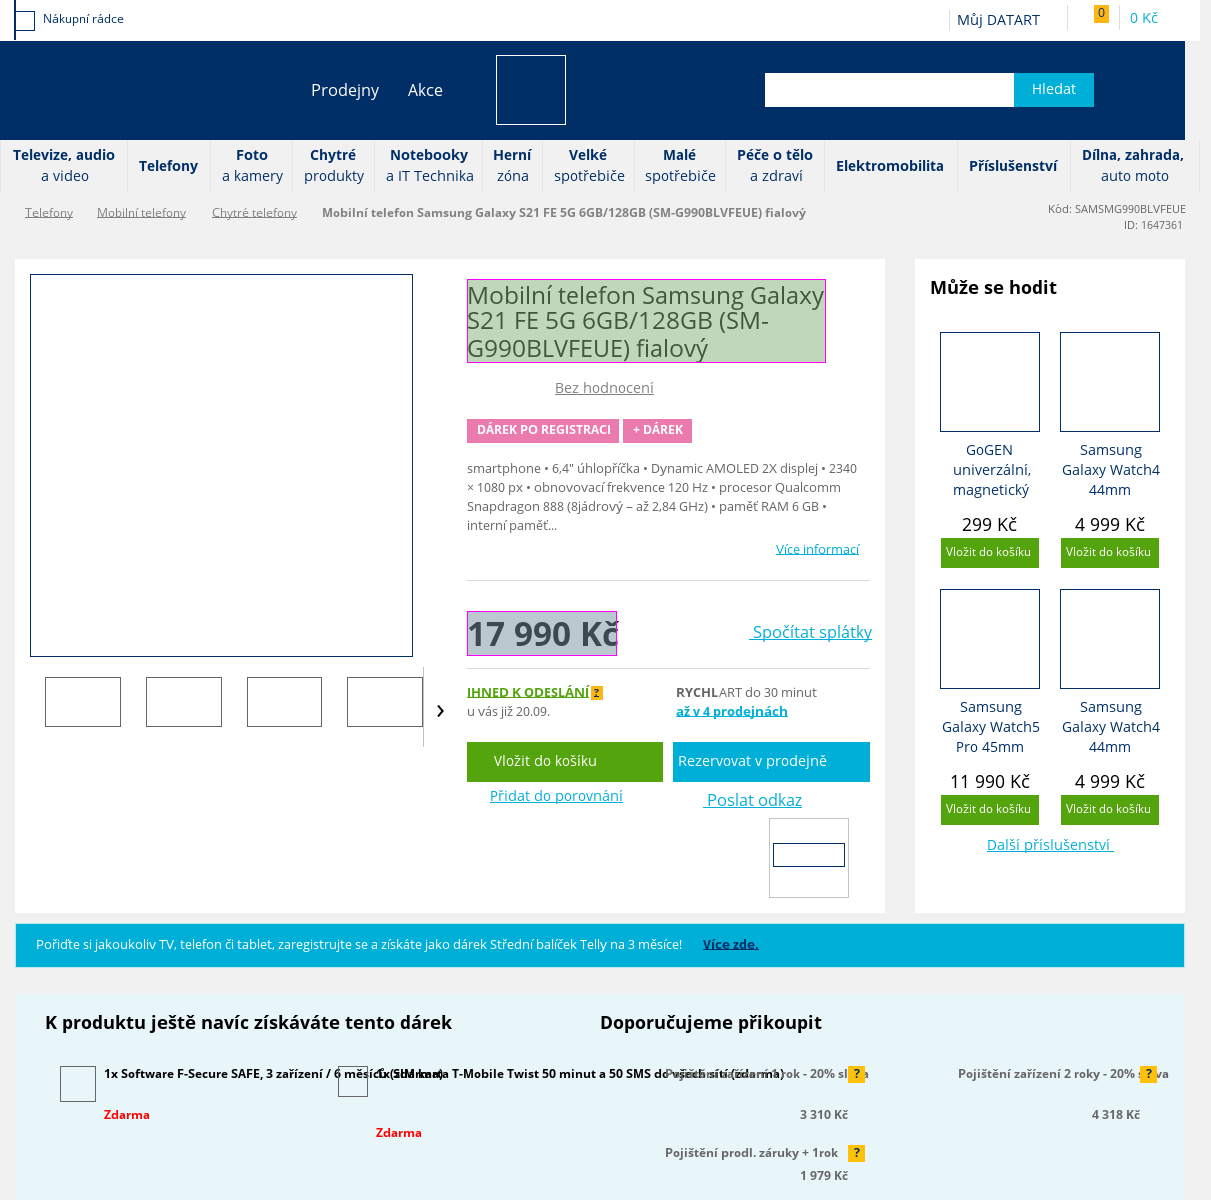 Nákupní rádce
Můj DATART
0
0 Kč
Prodejny
Akce
Hledat
Televize, audio
a video
Telefony
Foto
a kamery
Chytré
produkty
Notebooky
a IT Technika
Herní
zóna
Velké
spotřebiče
Malé
spotřebiče
Péče o tělo
a zdraví
Elektromobilita
Příslušenství
Dílna, zahrada,
auto moto
Telefony
Mobilní telefony
Chytré telefony
Mobilní telefon Samsung Galaxy S21 FE 5G 6GB/128GB (SM-G990BLVFEUE) fialový
Kód: SAMSMG990BLVFEUE
ID: 1647361
Mobilní telefon Samsung Galaxy
S21 FE 5G 6GB/128GB (SM-
G990BLVFEUE) fialový
Bez hodnocení
DÁREK PO REGISTRACI
+ DÁREK
smartphone • 6,4" úhlopříčka • Dynamic AMOLED 2X displej • 2340
× 1080 px • obnovovací frekvence 120 Hz • procesor Qualcomm
Snapdragon 888 (8jádrový – až 2,84 GHz) • paměť RAM 6 GB •
interní paměť...
Více informací
17 990 Kč
Spočítat splátky
IHNED K ODESLÁNÍ ?
u vás již 20.09.
RYCHLART do 30 minut
až v 4 prodejnách
Vložit do košíku
Rezervovat v prodejně
Přidat do porovnání
Poslat odkaz
Může se hodit
GoGEN
univerzální,
magnetický
299 Kč
Vložit do košíku
Samsung
Galaxy Watch4
44mm
4 999 Kč
Vložit do košíku
Samsung
Galaxy Watch5
Pro 45mm
11 990 Kč
Vložit do košíku
Samsung
Galaxy Watch4
44mm
4 999 Kč
Vložit do košíku
Další příslušenství
Pořiďte si jakoukoliv TV, telefon či tablet, zaregistrujte se a získáte jako dárek Střední balíček Telly na 3 měsíce!
Více zde.
K produktu ještě navíc získáváte tento dárek
1x Software F-Secure SAFE, 3 zařízení / 6 měsíců (zdarma)
Zdarma
1x SIM karta T-Mobile Twist 50 minut a 50 SMS do všech sítí (zdarma)
Zdarma
Doporučujeme přikoupit
Pojištění zařízení 1 rok - 20% sleva
?
3 310 Kč
Pojištění zařízení 2 roky - 20% sleva
?
4 318 Kč
Pojištění prodl. záruky + 1rok
?
1 979 Kč